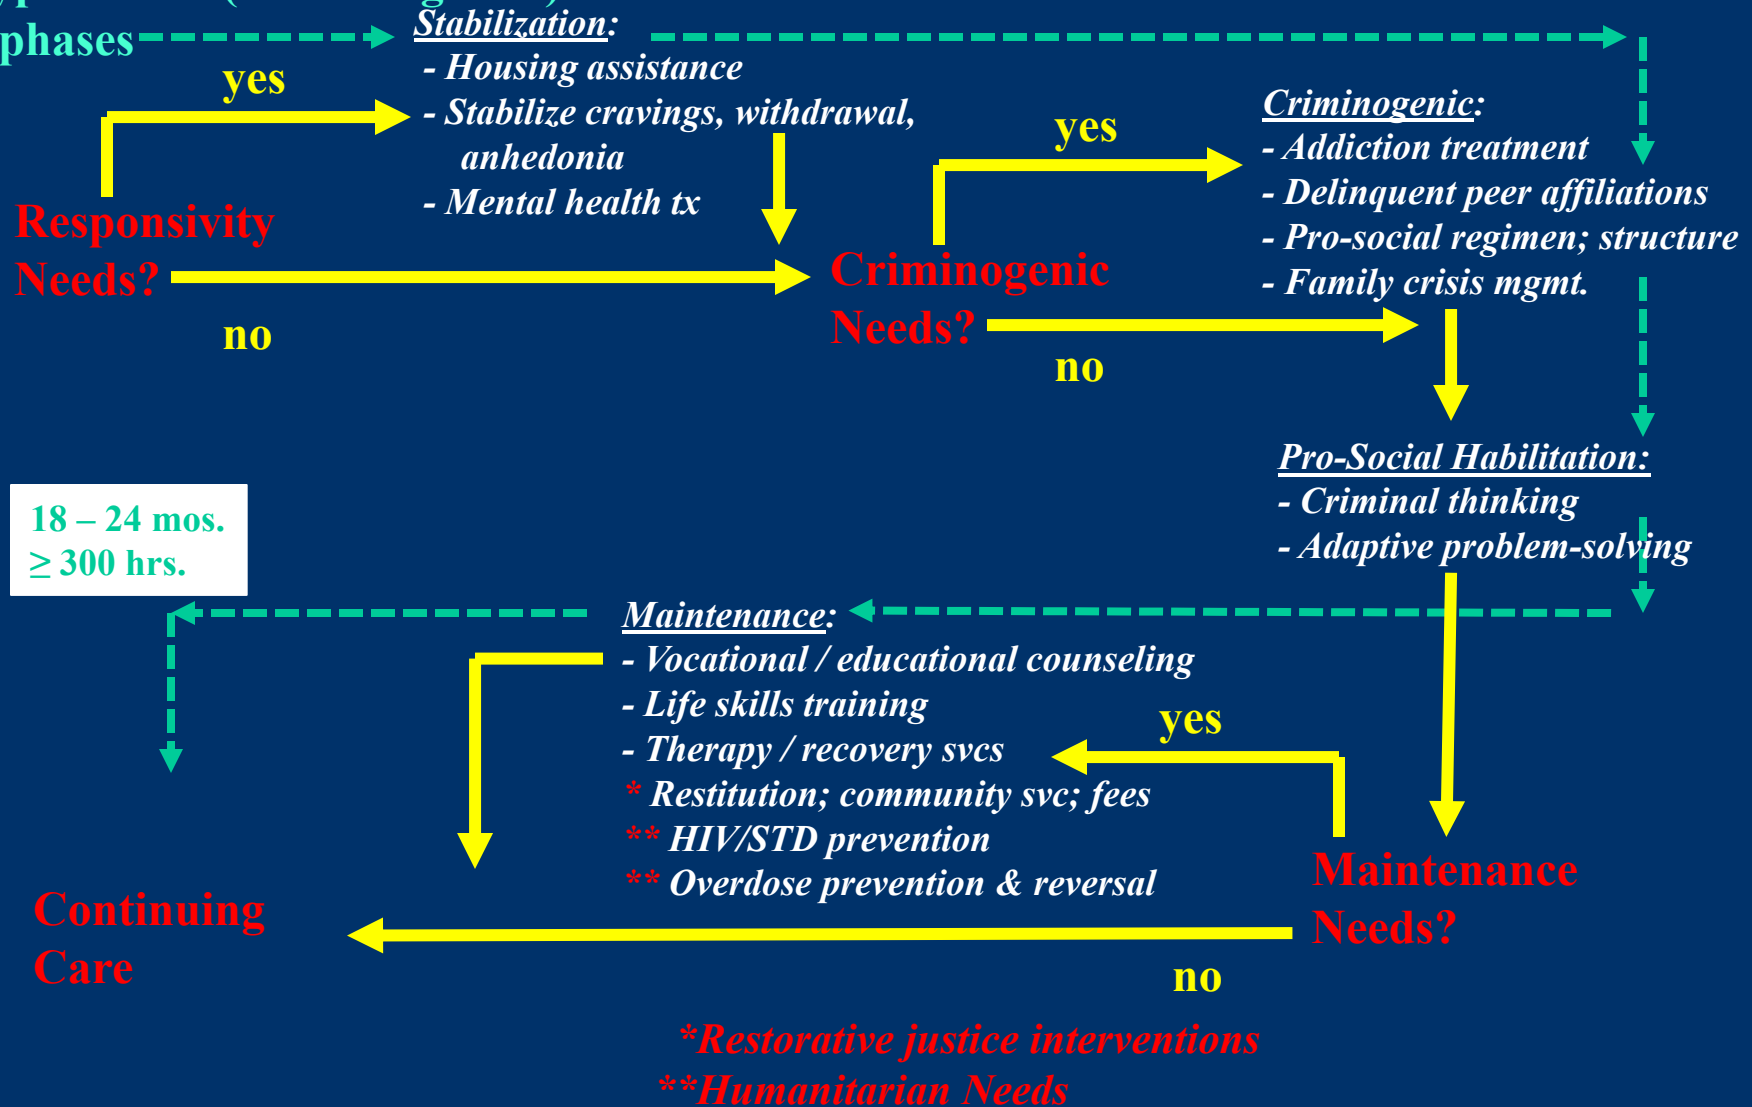 phases
Stabilization:
- Housing assistance
- Stabilize cravings, withdrawal,
anhedonia
- Mental health tx
yes
Responsivity
Needs?
no
yes
Criminogenic
Needs?
no
Criminogenic:
- Addiction treatment
- Delinquent peer affiliations
- Pro-social regimen; structure
- Family crisis mgmt.
Pro-Social Habilitation:
- Criminal thinking
- Adaptive problem-solving
18 – 24 mos.
≥ 300 hrs.
Maintenance:
- Vocational / educational counseling
- Life skills training
- Therapy / recovery svcs
* Restitution; community svc; fees
** HIV/STD prevention
** Overdose prevention & reversal
yes
Maintenance
Needs?
no
Continuing
Care
*Restorative justice interventions
**Humanitarian Needs